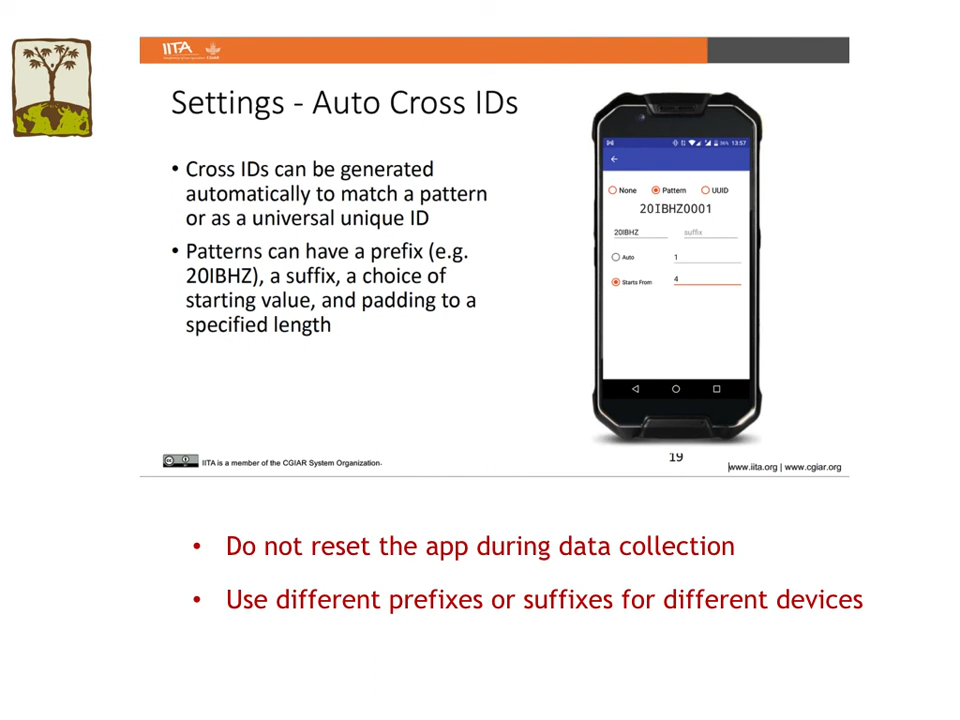 IITA
CGIAR
Settings - Auto Cross IDs
• Cross IDs can be generated
automatically to match a pattern
or as a universal unique ID
• Patterns can have a prefix (e.g.
20IBHZ), a suffix, a choice of
starting value, and padding to a
specified length
36% 13:57
None Pattern UUID
20IBHZ0001
20IBHZ suffix
Auto 1
Starts From 4
IITA is a member of the CGIAR System Organization.
19
www.iita.org | www.cgiar.org
• Do not reset the app during data collection
• Use different prefixes or suffixes for different devices